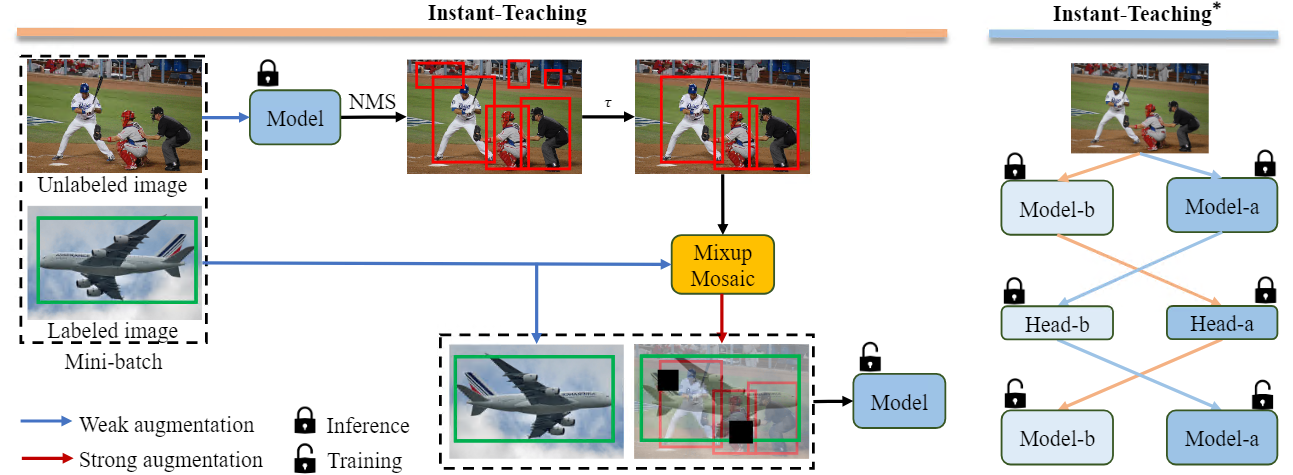 Instant-Teaching
Instant-Teaching*
Model
NMS
τ
Unlabeled image
Labeled image
Mini-batch
Mixup
Mosaic
Model
Weak augmentation
Strong augmentation
Inference
Training
Model-b
Model-a
Head-b
Head-a
Model-b
Model-a